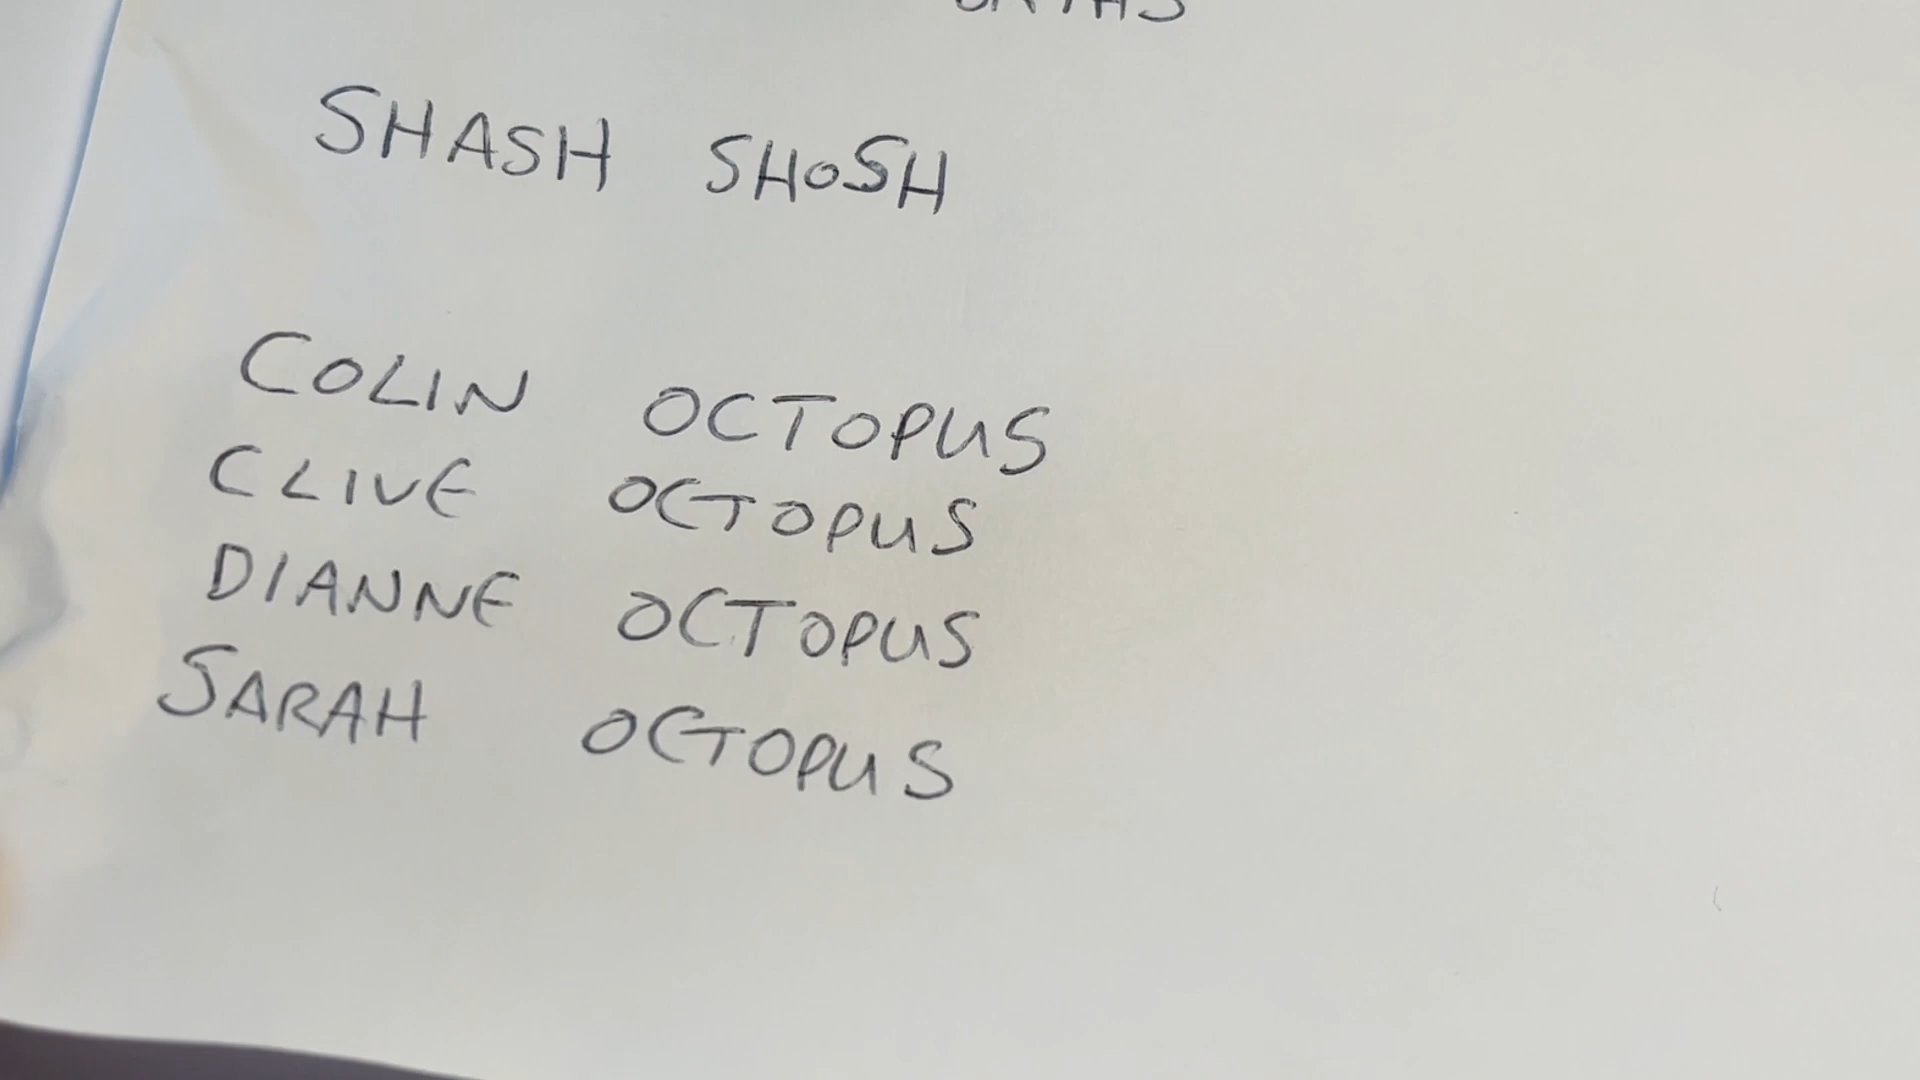 SHASH SHOSH
COLIN OCTOPUS
CLIVE OCTOPUS
DIANNE OCTOPUS
SARAH OCTOPUS